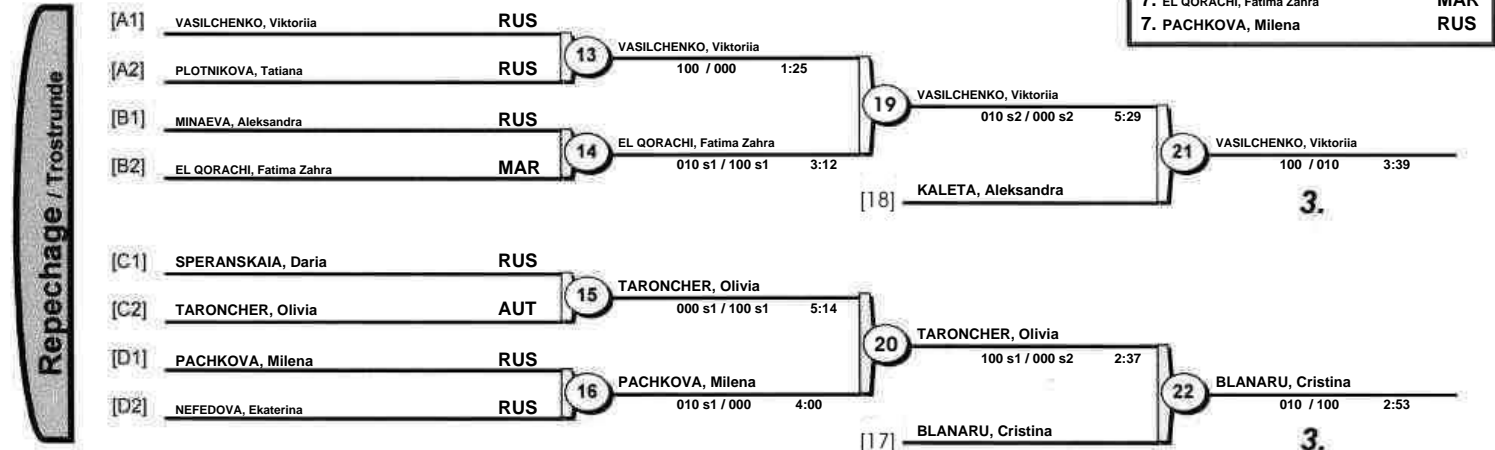 7. EL QORACHI, Fatima Zahra MAR
7. PACHKOVA, Milena RUS
Repechage / Trostrunde
[A1] VASILCHENKO, Viktoriia RUS
[A2] PLOTNIKOVA, Tatiana RUS
[B1] MINAEVA, Aleksandra RUS
[B2] EL QORACHI, Fatima Zahra MAR
[C1] SPERANSKAIA, Daria RUS
[C2] TARONCHER, Olivia AUT
[D1] PACHKOVA, Milena RUS
[D2] NEFEDOVA, Ekaterina RUS
13
VASILCHENKO, Viktoriia
100 / 000 1:25
14
EL QORACHI, Fatima Zahra
010 s1 / 100 s1 3:12
15
TARONCHER, Olivia
000 s1 / 100 s1 5:14
16
PACHKOVA, Milena
010 s1 / 000 4:00
19
VASILCHENKO, Viktoriia
010 s2 / 000 s2 5:29
[18] KALETA, Aleksandra
20
TARONCHER, Olivia
100 s1 / 000 s2 2:37
[17] BLANARU, Cristina
21
VASILCHENKO, Viktoriia
100 / 010 3:39
3.
22
BLANARU, Cristina
010 / 100 2:53
3.